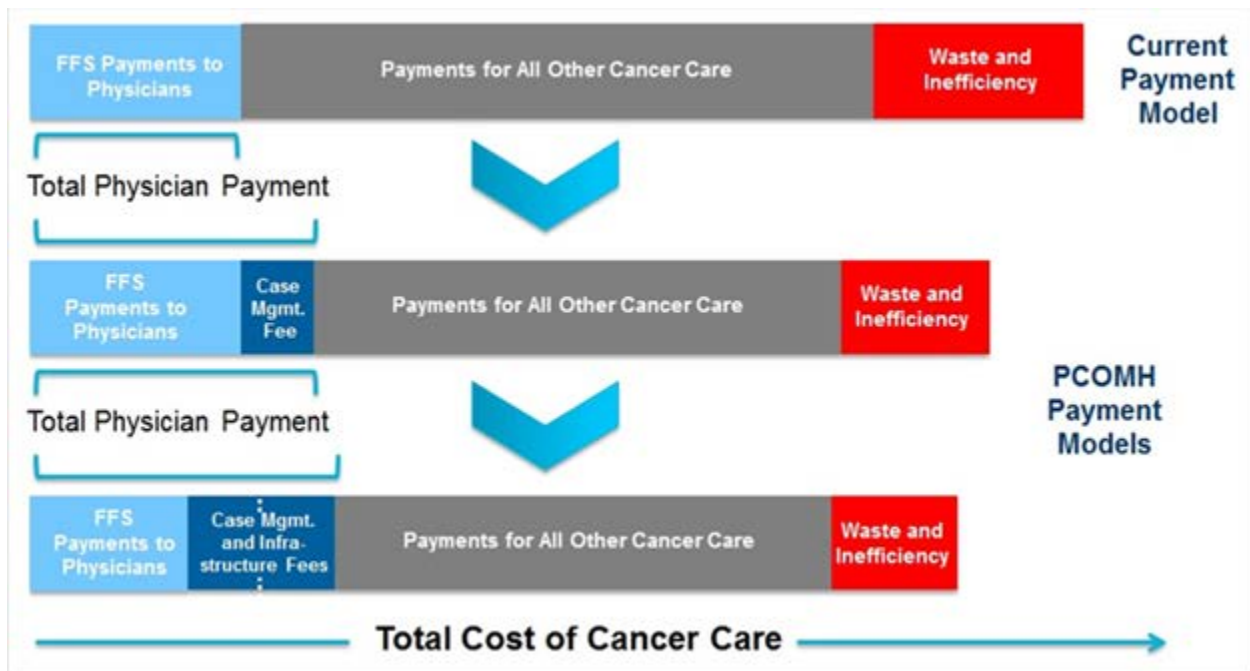 FFS Payments to
Physicians
Payments for All Other Cancer Care
Waste and
Inefficiency
Current
Payment
Model
Total Physician Payment
FFS
Payments to
Physicians
Case
Mgmt.
Fee
Payments for All Other Cancer Care
Waste and
Inefficiency
PCOMH
Payment
Models
Total Physician Payment
FFS
Payments to
Physicians
Case Mgmt.
and Infra-
structure Fees
Payments for All Other Cancer Care
Waste and
Inefficiency
Total Cost of Cancer Care